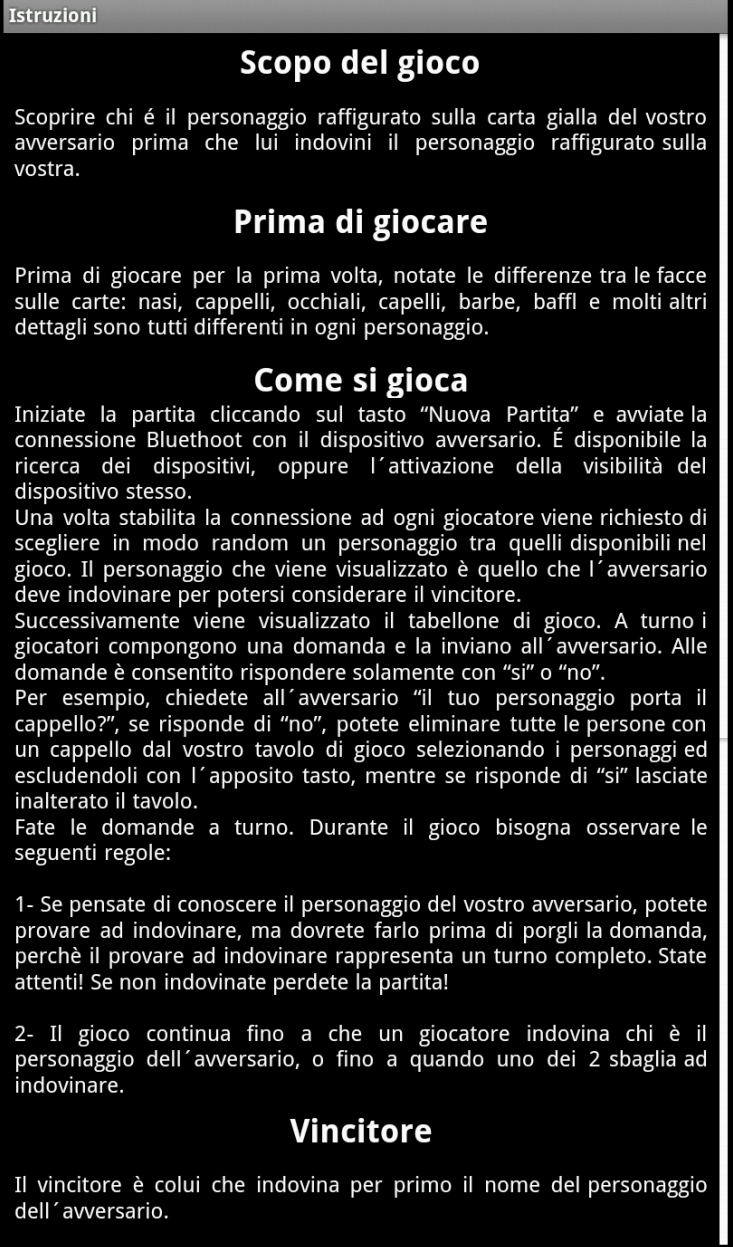 Istruzioni
Scopo del gioco
Scoprire chi é il personaggio raffigurato sulla carta gialla del vostro
avversario prima che lui indovini il personaggio raffigurato sulla
vostra.
Prima di giocare
Prima di giocare per la prima volta, notate le differenze tra le facce
sulle carte: nasi, cappelli, occhiali, capelli, barbe, baffl e molti altri
dettagli sono tutti differenti in ogni personaggio.
Come si gioca
Iniziate la partita cliccando sul tasto “Nuova Partita” e avviate la
connessione Bluethoot con il dispositivo avversario. É disponibile la
ricerca dei dispositivi, oppure l´attivazione della visibilità del
dispositivo stesso.
Una volta stabilita la connessione ad ogni giocatore viene richiesto di
scegliere in modo random un personaggio tra quelli disponibili nel
gioco. Il personaggio che viene visualizzato è quello che l´avversario
deve indovinare per potersi considerare il vincitore.
Successivamente viene visualizzato il tabellone di gioco. A turno i
giocatori compongono una domanda e la inviano all´avversario. Alle
domande è consentito rispondere solamente con “si” o “no”.
Per esempio, chiedete all´avversario “il tuo personaggio porta il
cappello?”, se risponde di “no”, potete eliminare tutte le persone con
un cappello dal vostro tavolo di gioco selezionando i personaggi ed
escludendoli con l´apposito tasto, mentre se risponde di “si” lasciate
inalterato il tavolo.
Fate le domande a turno. Durante il gioco bisogna osservare le
seguenti regole:
1- Se pensate di conoscere il personaggio del vostro avversario, potete
provare ad indovinare, ma dovrete farlo prima di porgli la domanda,
perchè il provare ad indovinare rappresenta un turno completo. State
attenti! Se non indovinate perdete la partita!
2- Il gioco continua fino a che un giocatore indovina chi è il
personaggio dell´avversario, o fino a quando uno dei 2 sbaglia ad
indovinare.
Vincitore
Il vincitore è colui che indovina per primo il nome del personaggio
dell´avversario.